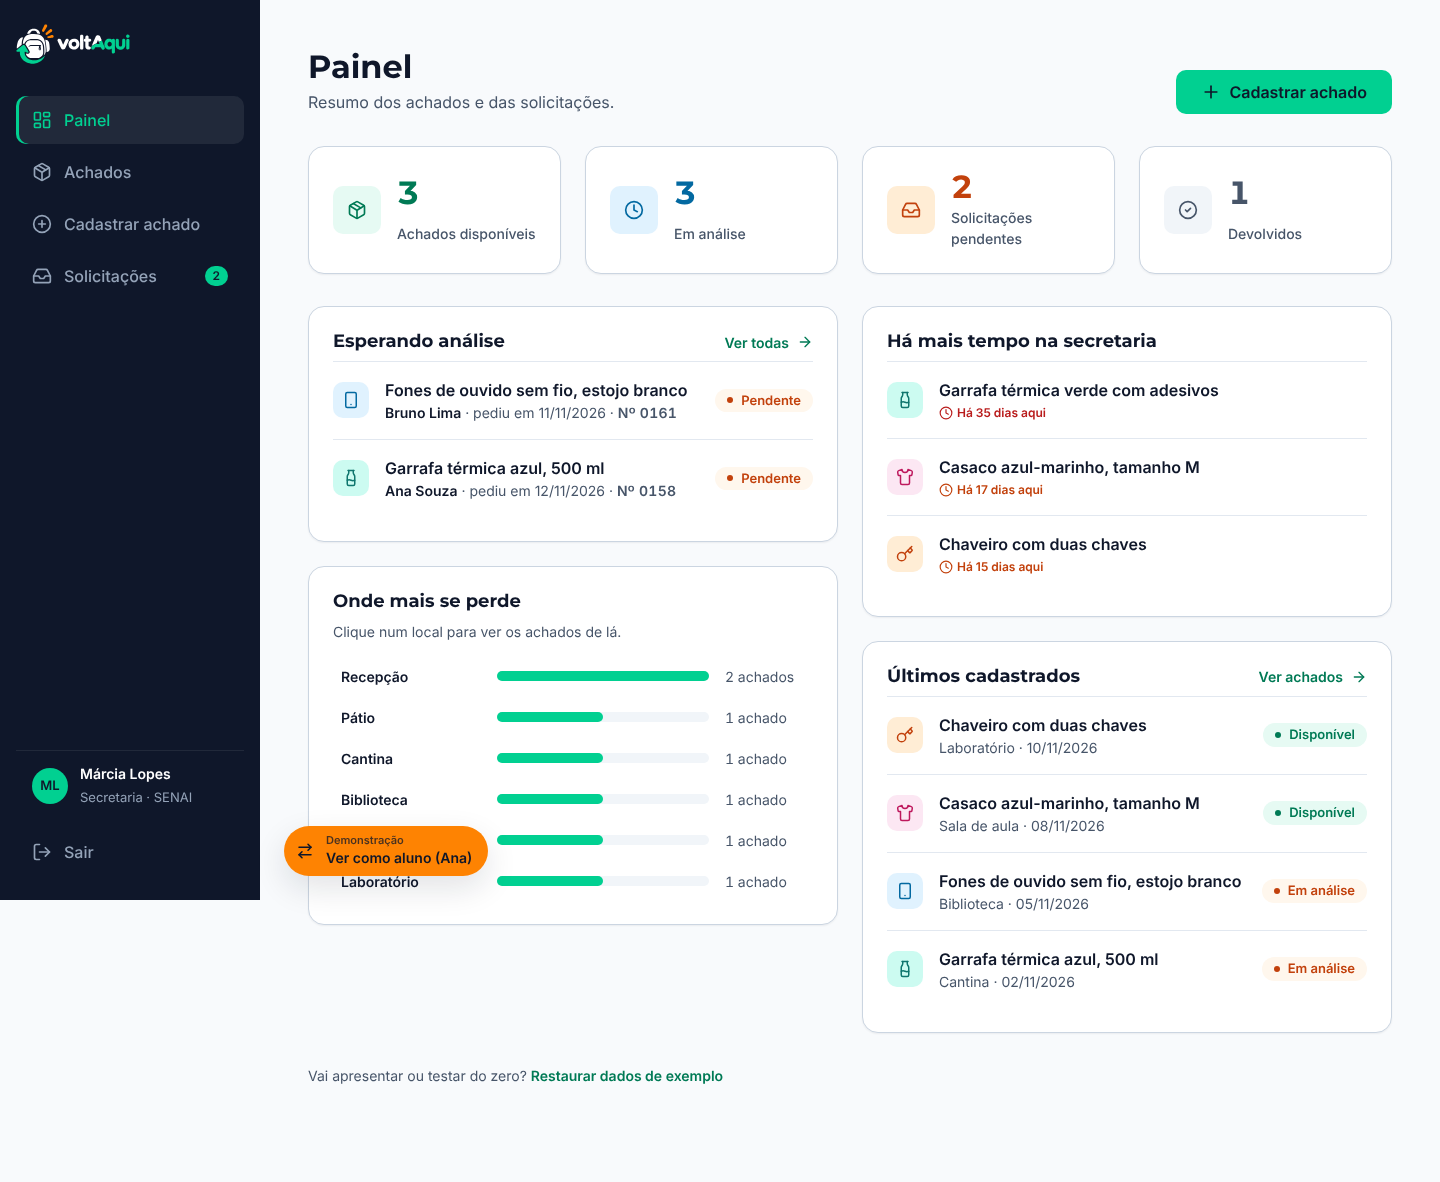 voltAqui
Painel
Achados
Cadastrar achado
Solicitações
2
ML
Márcia Lopes
Secretaria · SENAI
Sair
Painel
Resumo dos achados e das solicitações.
Cadastrar achado
3
Achados disponíveis
3
Em análise
2
Solicitações
pendentes
1
Devolvidos
Esperando análise
Ver todas
Fones de ouvido sem fio, estojo branco
Bruno Lima · pediu em 11/11/2026 · Nº 0161
Pendente
Garrafa térmica azul, 500 ml
Ana Souza · pediu em 12/11/2026 · Nº 0158
Pendente
Onde mais se perde
Clique num local para ver os achados de lá.
Recepção
2 achados
Pátio
1 achado
Cantina
1 achado
Biblioteca
1 achado
Demonstração
Ver como aluno (Ana)
1 achado
Laboratório
1 achado
Há mais tempo na secretaria
Garrafa térmica verde com adesivos
Há 35 dias aqui
Casaco azul-marinho, tamanho M
Há 17 dias aqui
Chaveiro com duas chaves
Há 15 dias aqui
Últimos cadastrados
Ver achados
Chaveiro com duas chaves
Laboratório · 10/11/2026
Disponível
Casaco azul-marinho, tamanho M
Sala de aula · 08/11/2026
Disponível
Fones de ouvido sem fio, estojo branco
Biblioteca · 05/11/2026
Em análise
Garrafa térmica azul, 500 ml
Cantina · 02/11/2026
Em análise
Vai apresentar ou testar do zero? Restaurar dados de exemplo